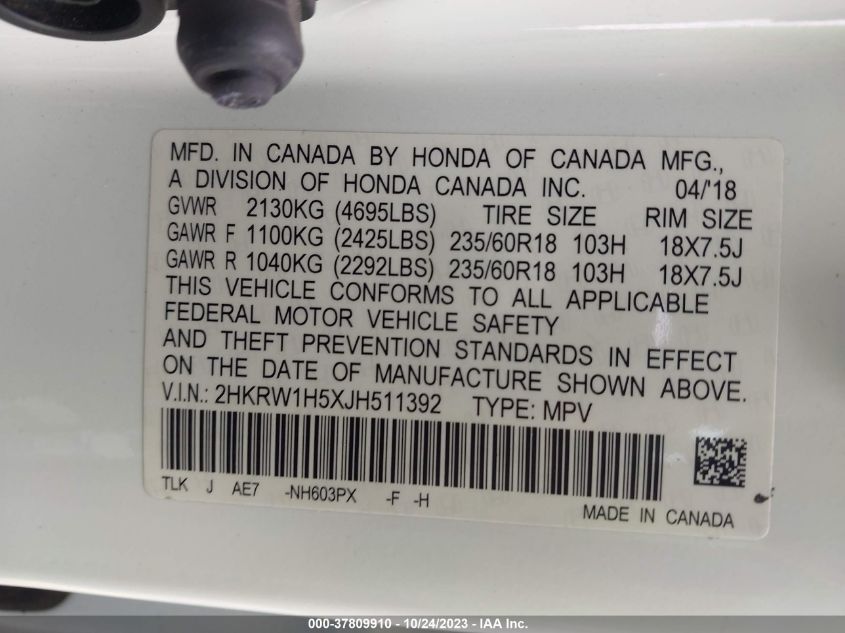 MFD. IN CANADA BY HONDA OF CANADA MFG.,
A DIVISION OF HONDA CANADA INC. 04/'18
GVWR 2130KG (4695LBS) TIRE SIZE RIM SIZE
GAWR F 1100KG (2425LBS) 235/60R18 103H 18X7.5J
GAWR R 1040KG (2292LBS) 235/60R18 103H 18X7.5J
THIS VEHICLE CONFORMS TO ALL APPLICABLE
FEDERAL MOTOR VEHICLE SAFETY
AND THEFT PREVENTION STANDARDS IN EFFECT
ON THE DATE OF MANUFACTURE SHOWN ABOVE.
V.I.N.: 2HKRW1H5XJH511392 TYPE: MPV
TLK J AE7 -NH603PX -F -H
MADE IN CANADA
000-37809910 - 10/24/2023 - IAA Inc.